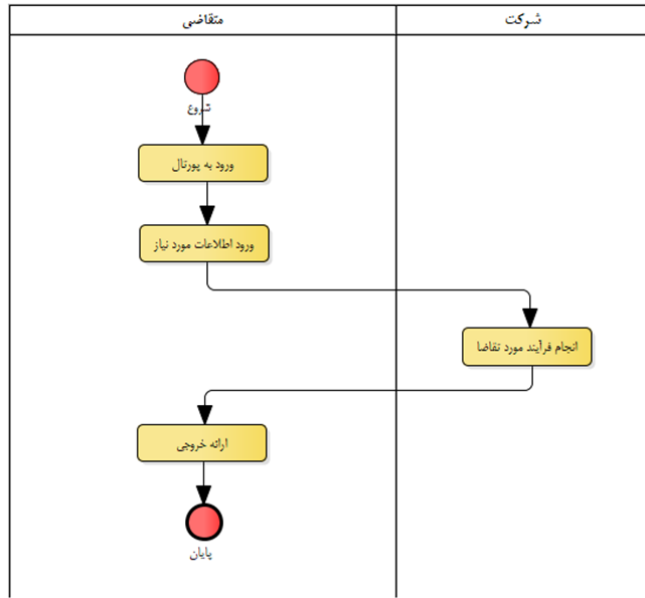 شرکت
متقاضی
شروع
ورود به پورتال
ورود اطلاعات مورد نیاز
انجام فرآیند مورد تقاضا
ارائه خروجی
پایان